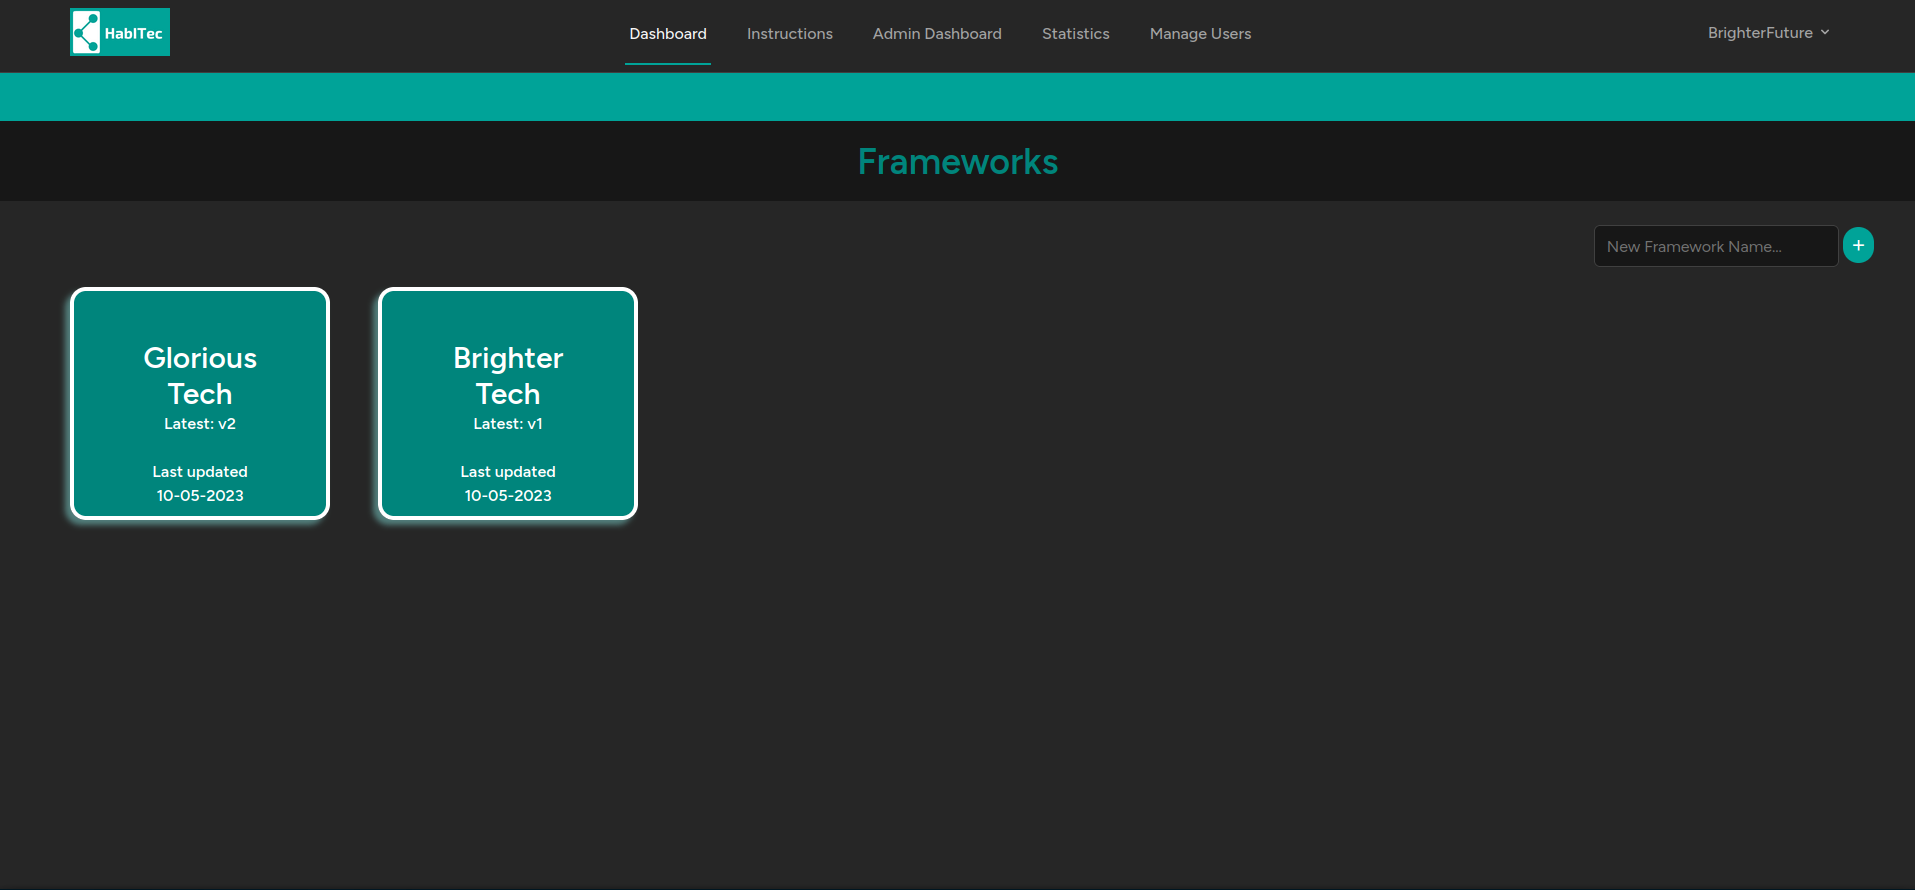 HabITec
Dashboard
Instructions
Admin Dashboard
Statistics
Manage Users
BrighterFuture
Frameworks
New Framework Name...
+
Glorious
Tech
Latest: v2
Last updated
10-05-2023
Brighter
Tech
Latest: v1
Last updated
10-05-2023